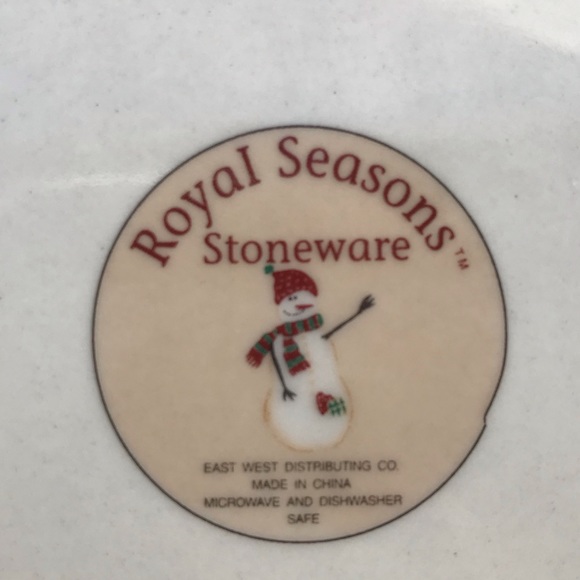 Royal Seasons™
Stoneware
EAST WEST DISTRIBUTING CO.
MADE IN CHINA
MICROWAVE AND DISHWASHER
SAFE